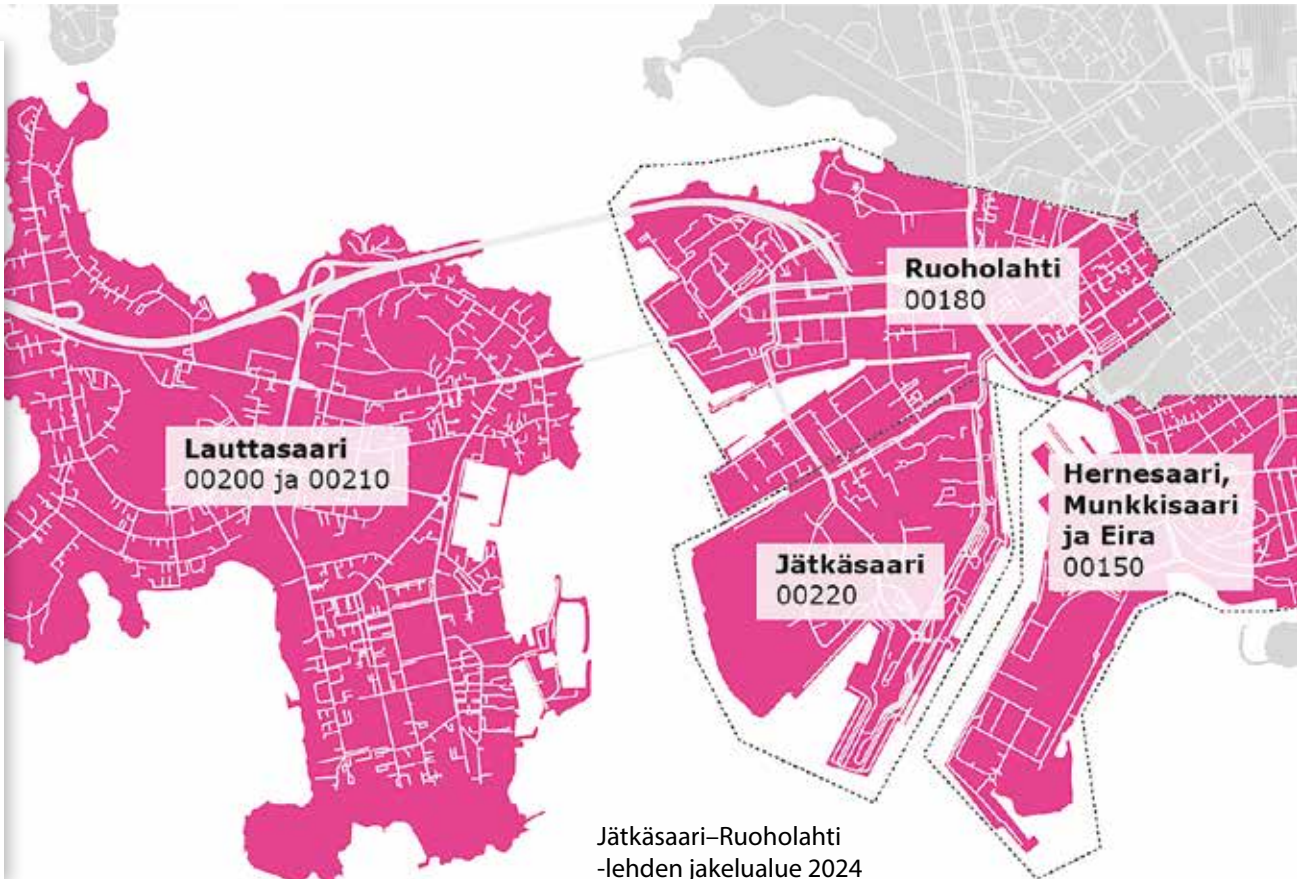 Ruoholahti
00180
Lauttasaari
00200 ja 00210
Hernesaari,
Munkkisaari
ja Eira
00150
Jätkäsaari
00220
Jätkäsaari–Ruoholahti
-lehden jakelualue 2024